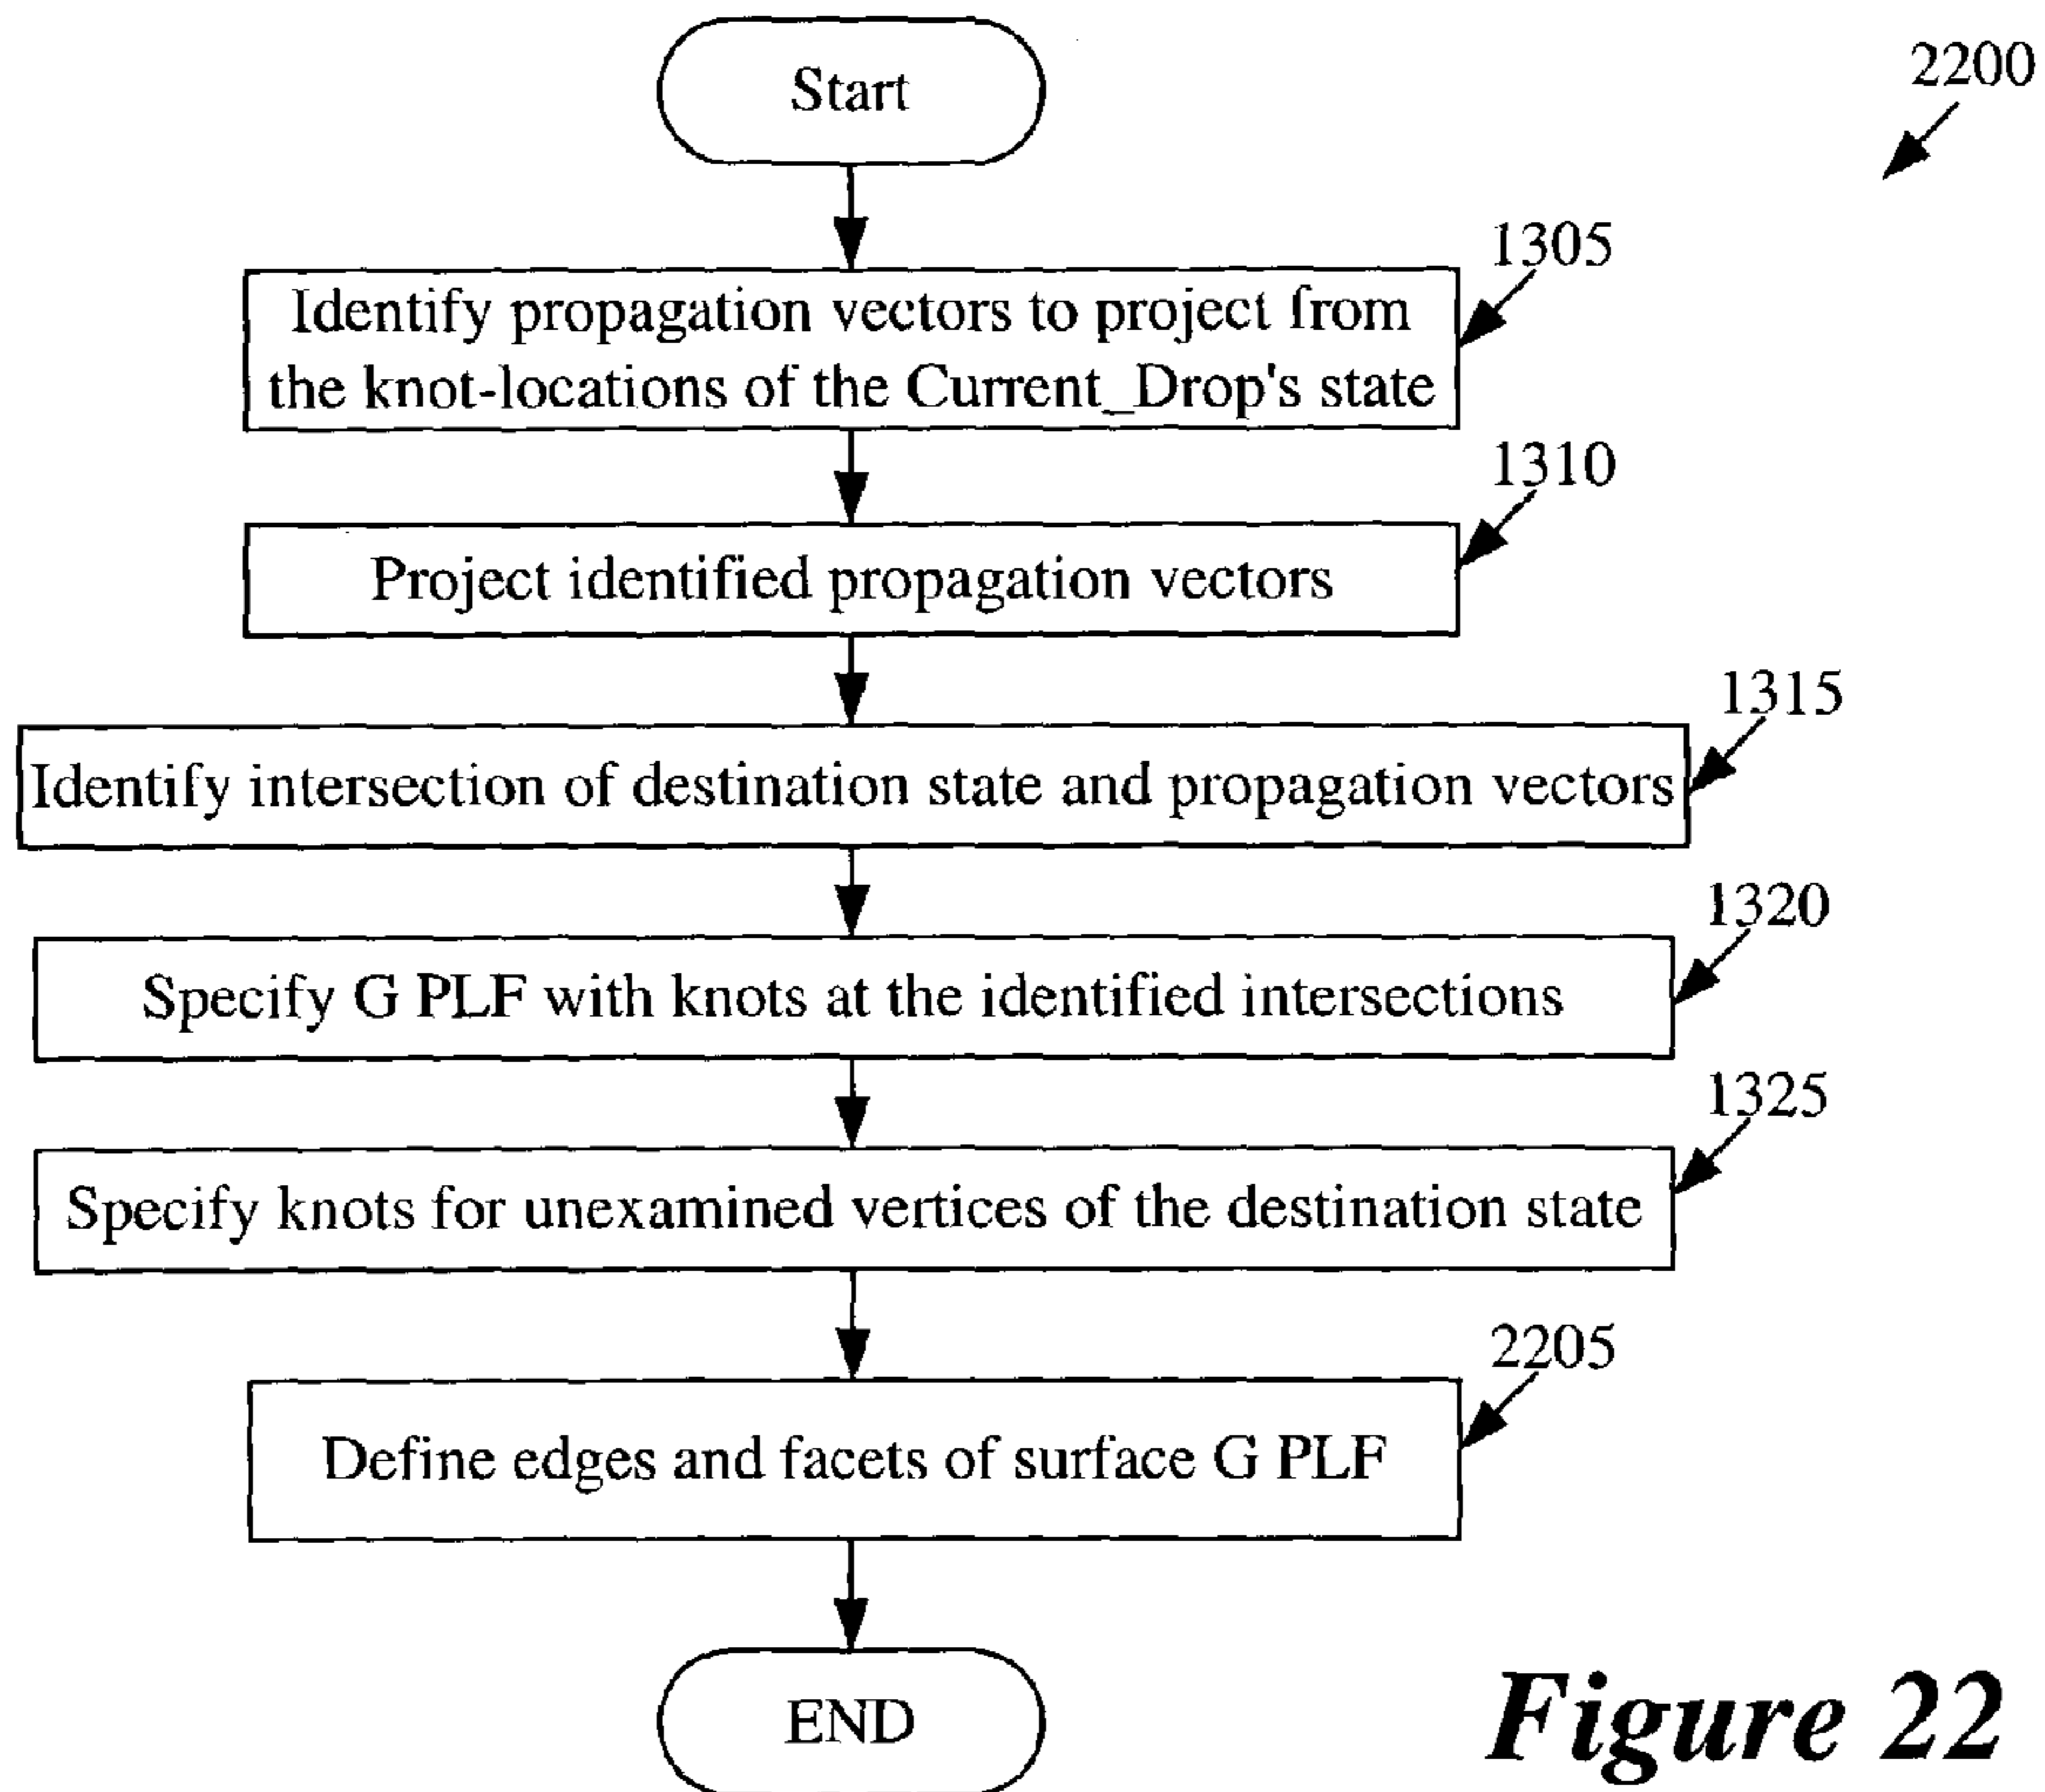 Start
2200
1305
Identify propagation vectors to project from
the knot-locations of the Current_Drop's state
1310
Project identified propagation vectors
1315
Identify intersection of destination state and propagation vectors
1320
Specify G PLF with knots at the identified intersections
1325
Specify knots for unexamined vertices of the destination state
2205
Define edges and facets of surface G PLF
END
Figure 22